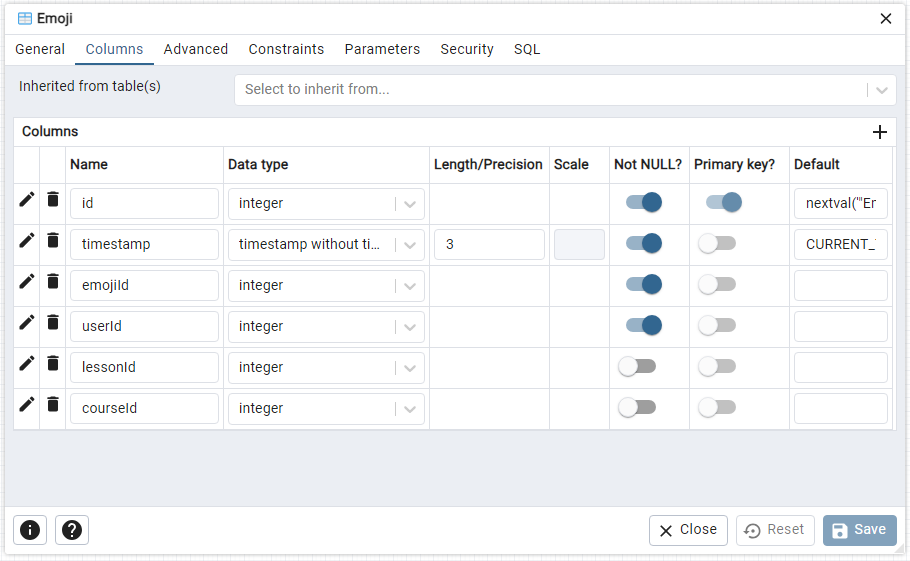 Emoji
General Columns Advanced Constraints Parameters Security SQL
Inherited from table(s) Select to inherit from...
Columns
Name Data type Length/Precision Scale Not NULL? Primary key? Default
id integer nextval('"Er
timestamp timestamp without ti... 3 CURRENT_
emojiId integer
userId integer
lessonId integer
courseId integer
Close Reset Save